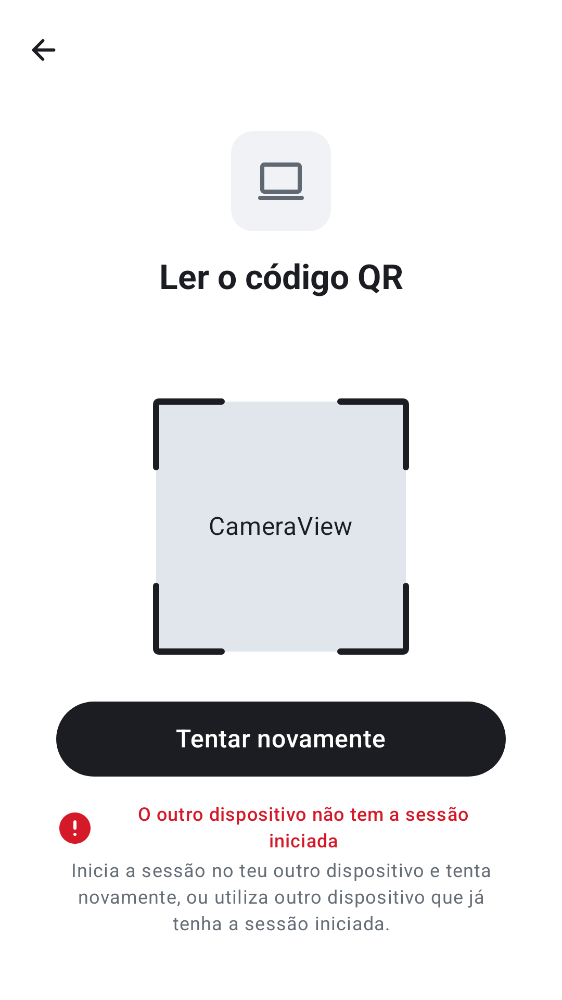 Ler o código QR
CameraView
Tentar novamente
O outro dispositivo não tem a sessão
iniciada
Inicia a sessão no teu outro dispositivo e tenta
novamente, ou utiliza outro dispositivo que já
tenha a sessão iniciada.